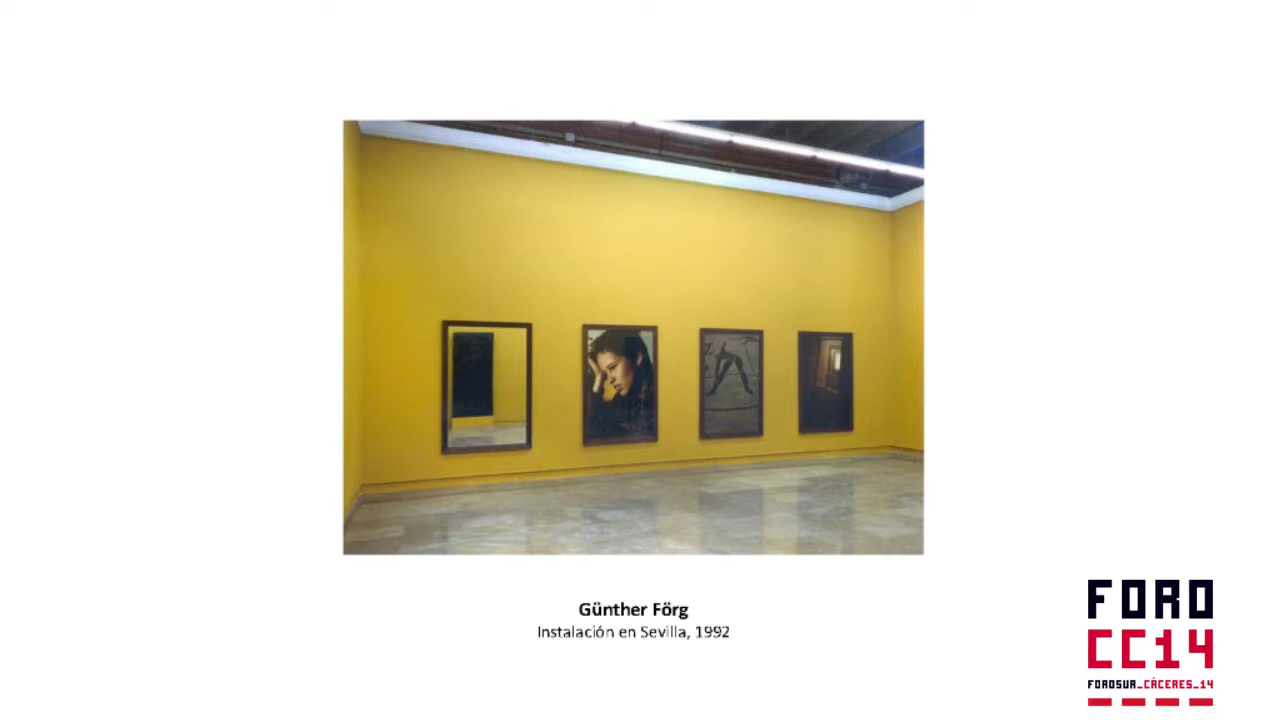 Günther Förg
Instalación en Sevilla, 1992
FORO
CC14
FOROSUR_CÁCERES_14